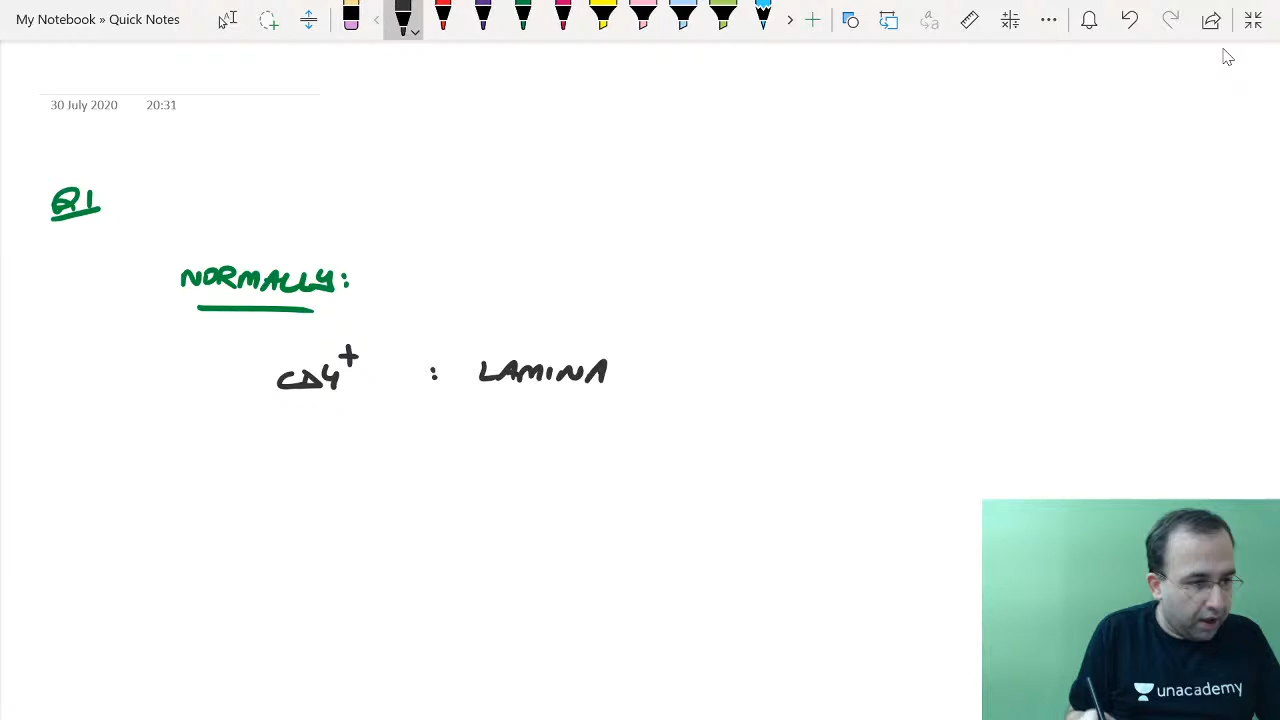 My Notebook » Quick Notes
30 July 2020 20:31
Q1
NORMALLY:
CD4+ : LAMINA
unacademy